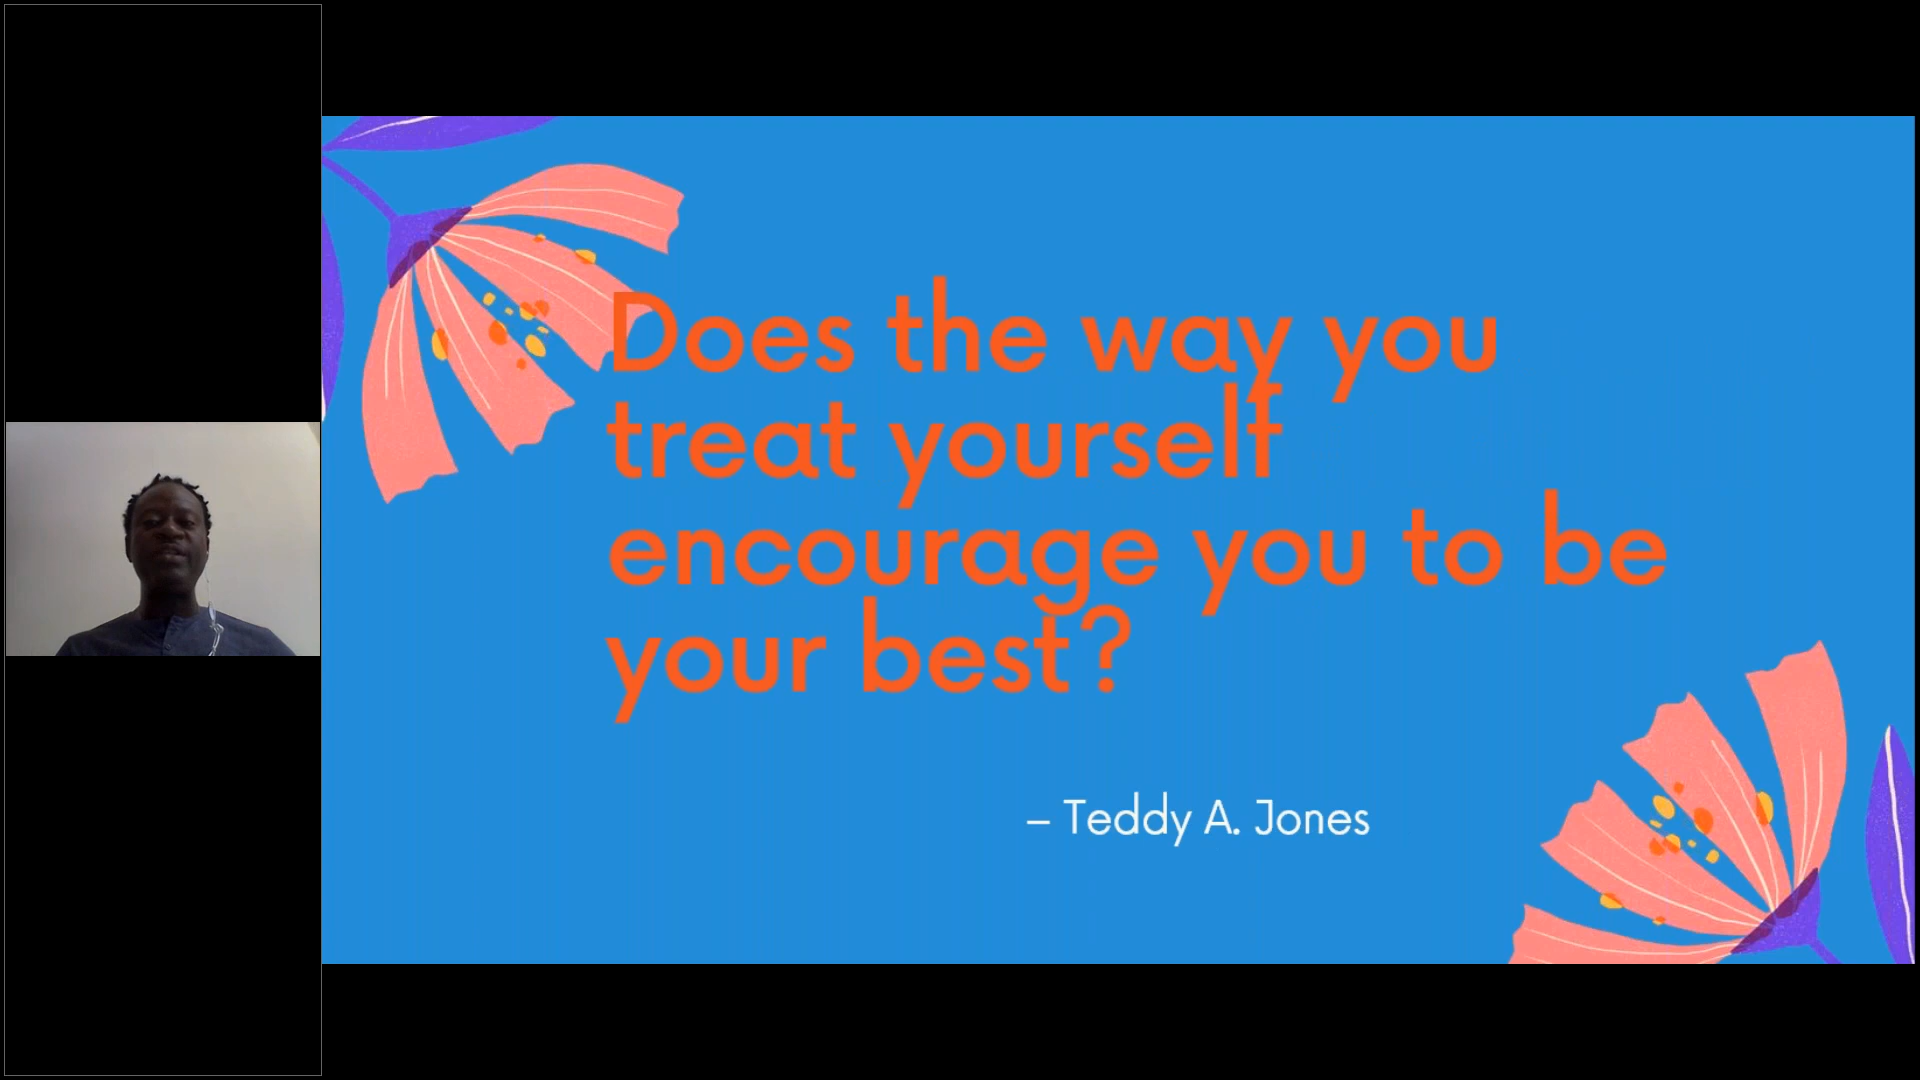 Does the way you
treat yourself
encourage you to be
your best?
– Teddy A. Jones